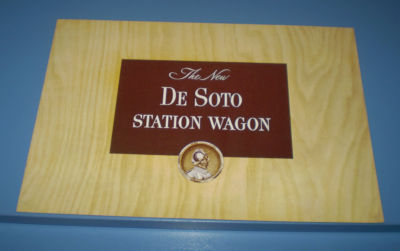 The New
DE SOTO
STATION WAGON